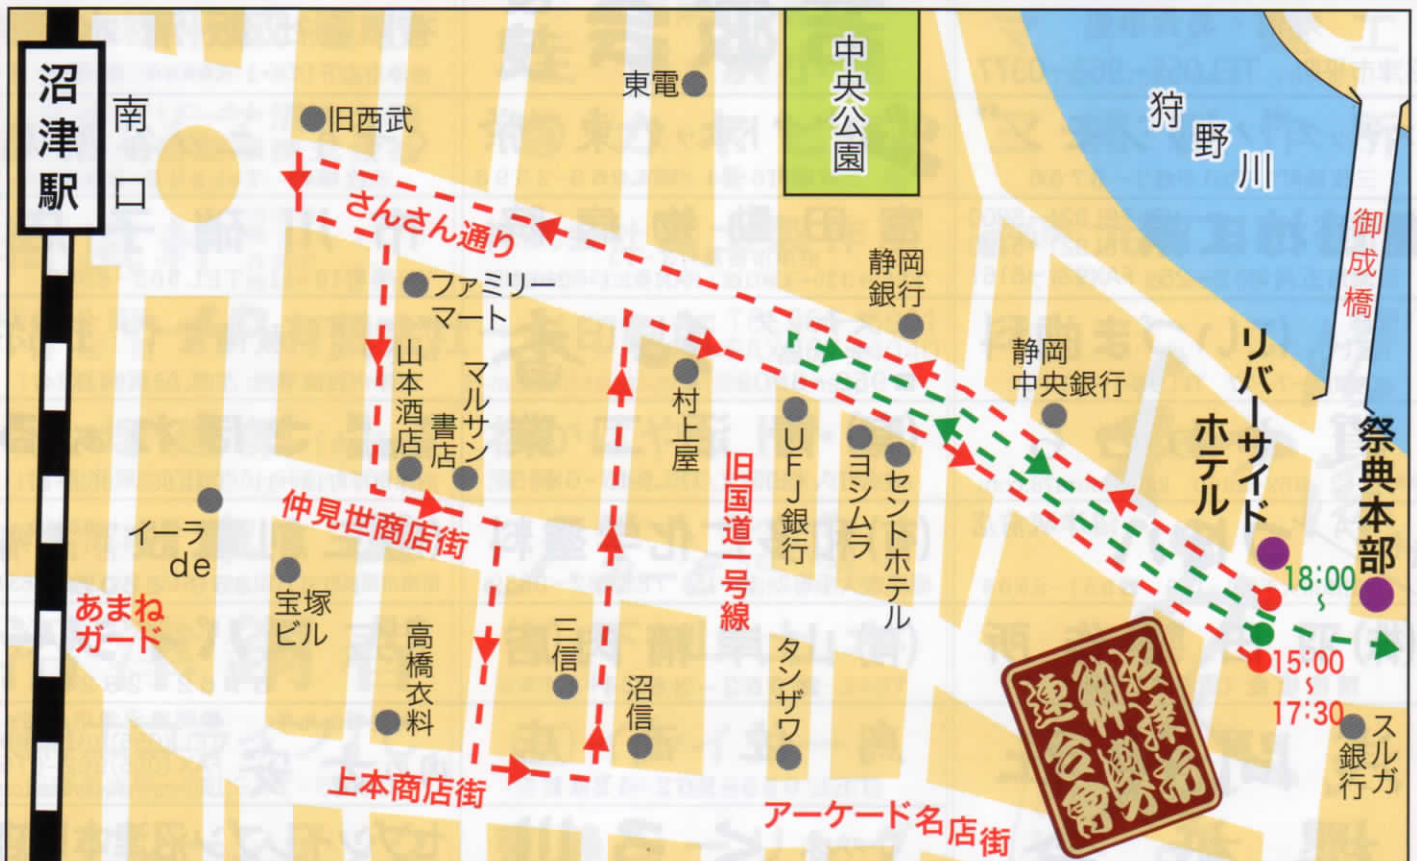 沼津駅
南口
旧西武
東電
中央公園
狩野川
御成橋
さんさん通り
ファミリー
マート
静岡
銀行
静岡
中央銀行
山本酒店
マルサン
書店
村上屋
UFJ銀行
ヨシムラ
セントホテル
リバーサイド
ホテル
祭典本部
仲見世商店街
旧国道一号線
イーラ
de
あまね
ガード
宝塚
ビル
高橋衣料
三信
沼信
タンザワ
18:00
～
15:00
～
17:30
スルガ
銀行
上本商店街
アーケード名店街
沼津市
御輿男
連合會